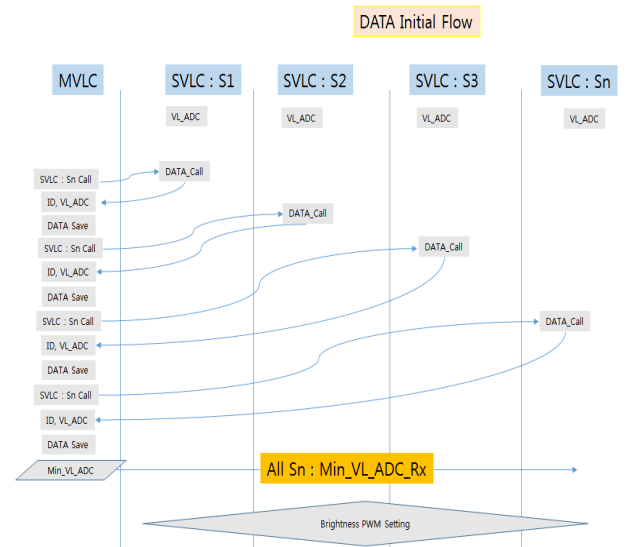 DATA Initial Flow
MVLC
SVLC : S1
SVLC : S2
SVLC : S3
SVLC : Sn
VL_ADC
VL_ADC
VL_ADC
VL_ADC
SVLC : Sn Call
DATA_Call
ID, VL_ADC
DATA_Call
DATA Save
SVLC : Sn Call
DATA_Call
ID, VL_ADC
DATA Save
SVLC : Sn Call
DATA_Call
ID, VL_ADC
DATA Save
SVLC : Sn Call
ID, VL_ADC
DATA Save
Min_VL_ADC
All Sn : Min_VL_ADC_Rx
Brightness PWM Setting